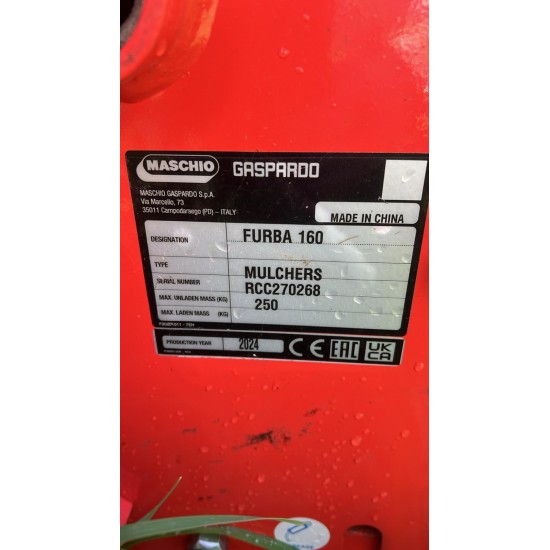 MASCHIO GASPARDO
MASCHIO GASPARDO S.p.A.
Via Marcello, 73
35011 Campodarsego (PD) - ITALY
MADE IN CHINA
DESIGNATION FURBA 160
TYPE MULCHERS
SERIAL NUMBER RCC270268
MAX. UNLADEN MASS (KG) 250
MAX. LADEN MASS (KG)
PRODUCTION YEAR 2024 CE EAC UK CA